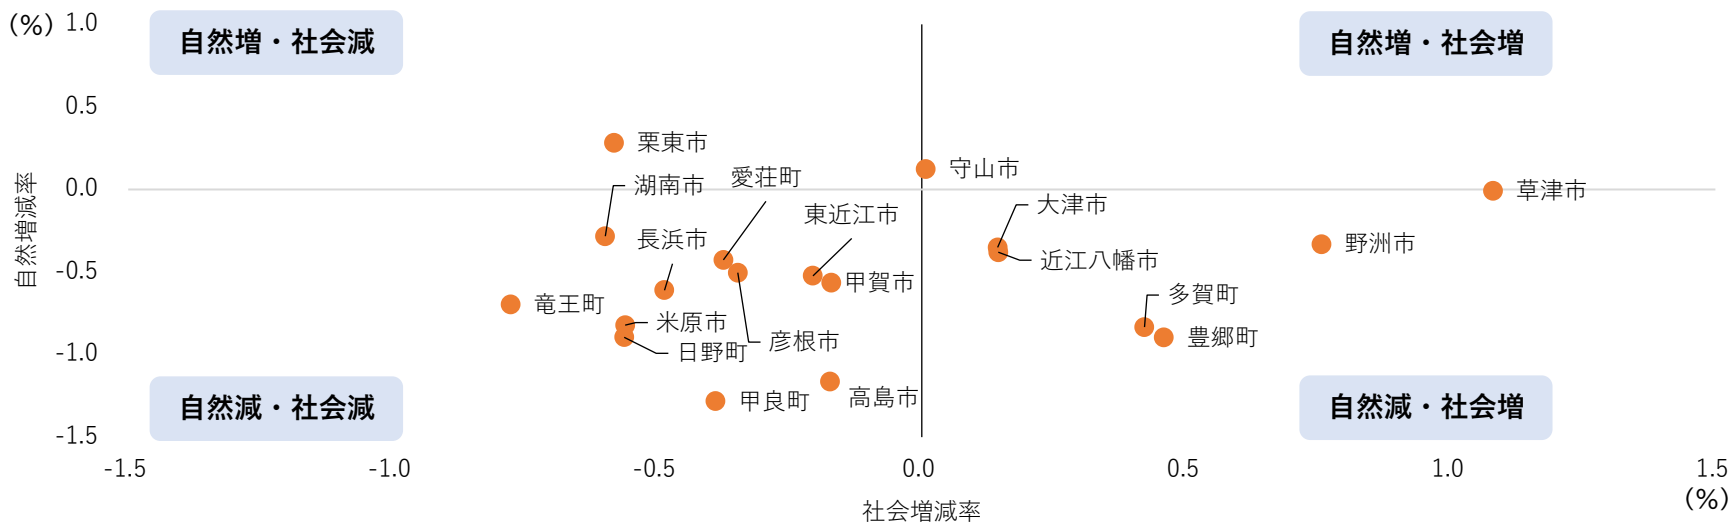 (%)
1.0
自然増・社会減
自然増・社会増
0.5
栗東市
守山市
愛荘町
湖南市
0.0
草津市
大津市
東近江市
長浜市
野洲市
近江八幡市
-0.5
甲賀市
多賀町
竜王町
米原市
豊郷町
彦根市
日野町
-1.0
高島市
甲良町
自然減・社会減
自然減・社会増
-1.5
自然増減率
-1.5
-1.0
-0.5
0.0
0.5
1.0
1.5
(%)
社会増減率